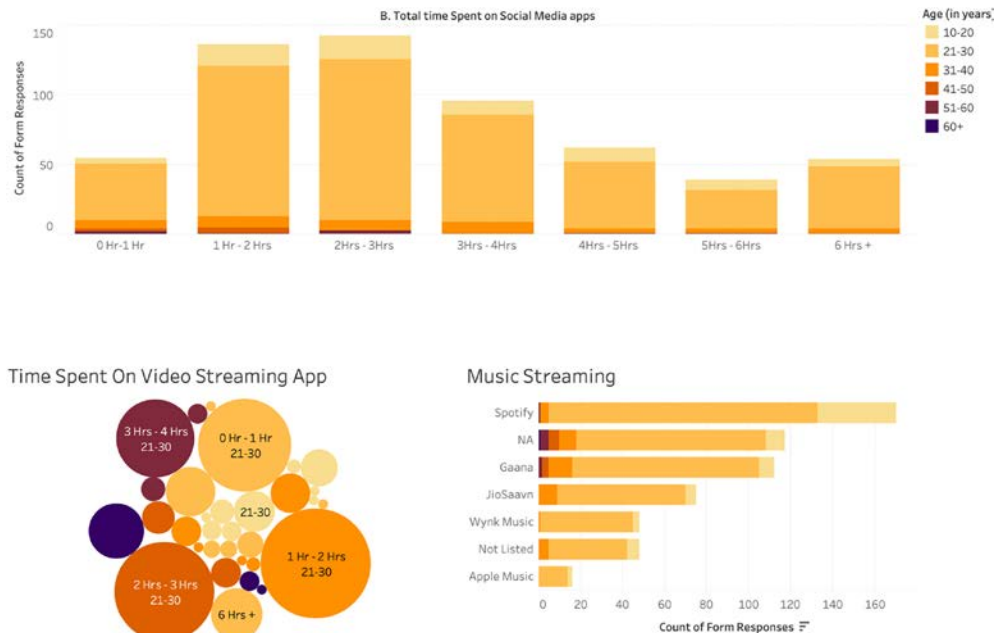 B. Total time Spent on Social Media apps
Age (in years)
10-20
21-30
31-40
41-50
51-60
60+
Count of Form Responses
150
100
50
0
0 Hr-1 Hr
1 Hr - 2 Hrs
2Hrs - 3Hrs
3Hrs - 4Hrs
4Hrs - 5Hrs
5Hrs - 6Hrs
6 Hrs +
Time Spent On Video Streaming App
3 Hrs - 4 Hrs
21-30
0 Hr - 1 Hr
21-30
21-30
1 Hr - 2 Hrs
21-30
2 Hrs - 3 Hrs
21-30
6 Hrs +
Music Streaming
Spotify
NA
Gaana
JioSaavn
Wynk Music
Not Listed
Apple Music
0 20 40 60 80 100 120 140 160
Count of Form Responses